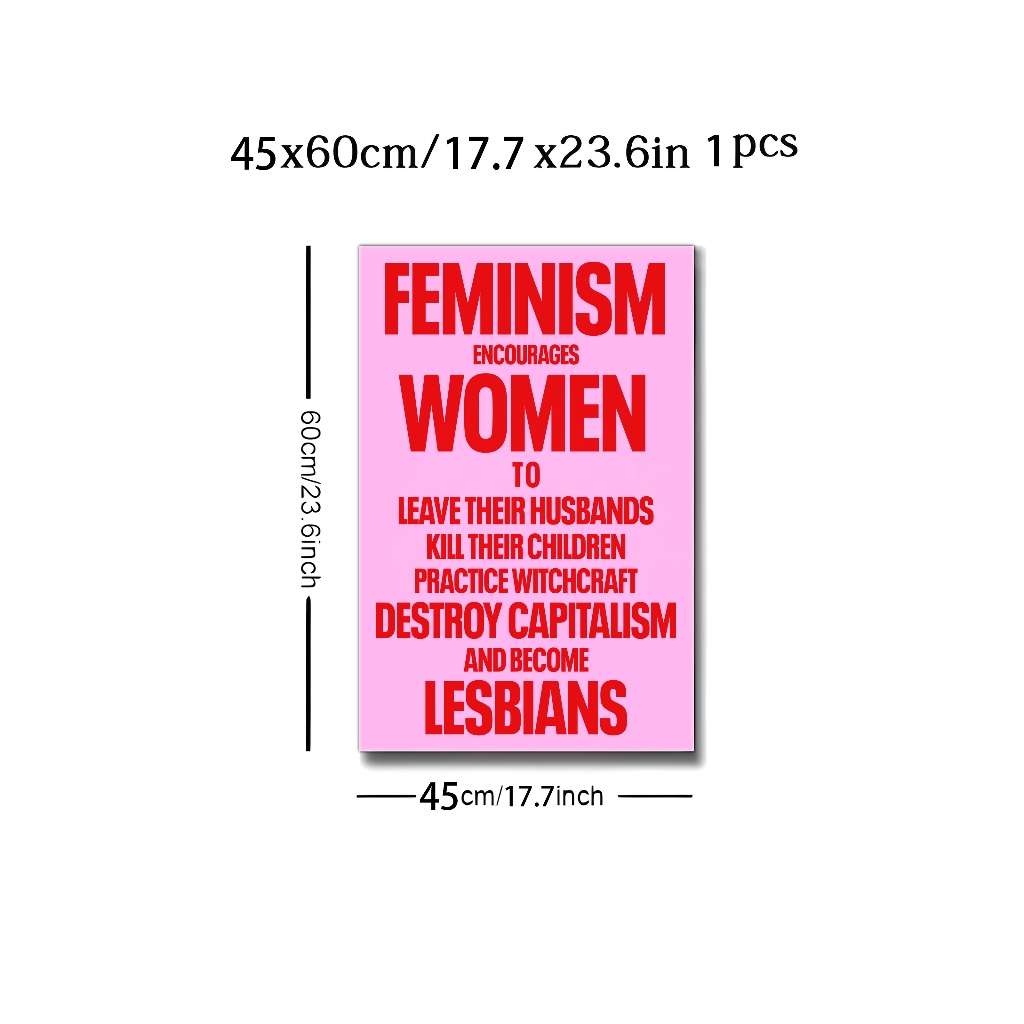 45x60cm/17.7 x23.6in 1pcs
FEMINISM
ENCOURAGES
WOMEN
TO
LEAVE THEIR HUSBANDS
KILL THEIR CHILDREN
PRACTICE WITCHCRAFT
DESTROY CAPITALISM
AND BECOME
LESBIANS
60cm/23.6inch
45cm/17.7inch